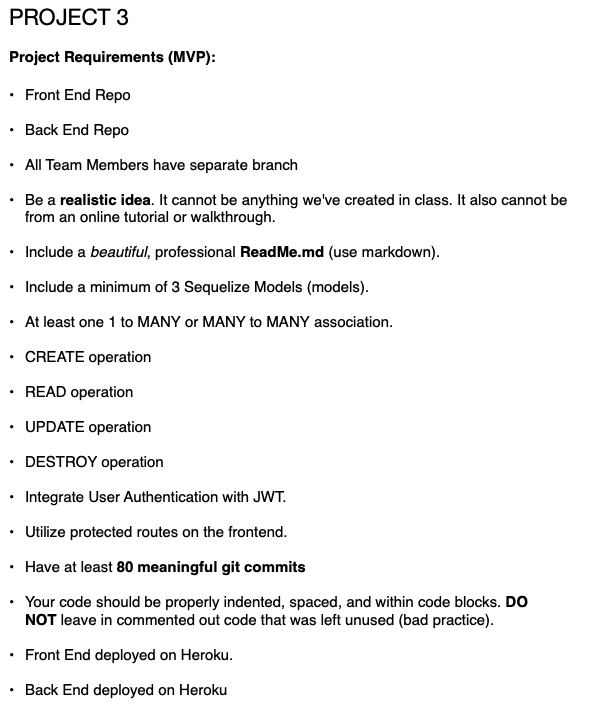 PROJECT 3
Project Requirements (MVP):
• Front End Repo
• Back End Repo
• All Team Members have separate branch
• Be a realistic idea. It cannot be anything we've created in class. It also cannot be
from an online tutorial or walkthrough.
• Include a beautiful, professional ReadMe.md (use markdown).
• Include a minimum of 3 Sequelize Models (models).
• At least one 1 to MANY or MANY to MANY association.
• CREATE operation
• READ operation
• UPDATE operation
• DESTROY operation
• Integrate User Authentication with JWT.
• Utilize protected routes on the frontend.
• Have at least 80 meaningful git commits
• Your code should be properly indented, spaced, and within code blocks. DO
NOT leave in commented out code that was left unused (bad practice).
• Front End deployed on Heroku.
• Back End deployed on Heroku